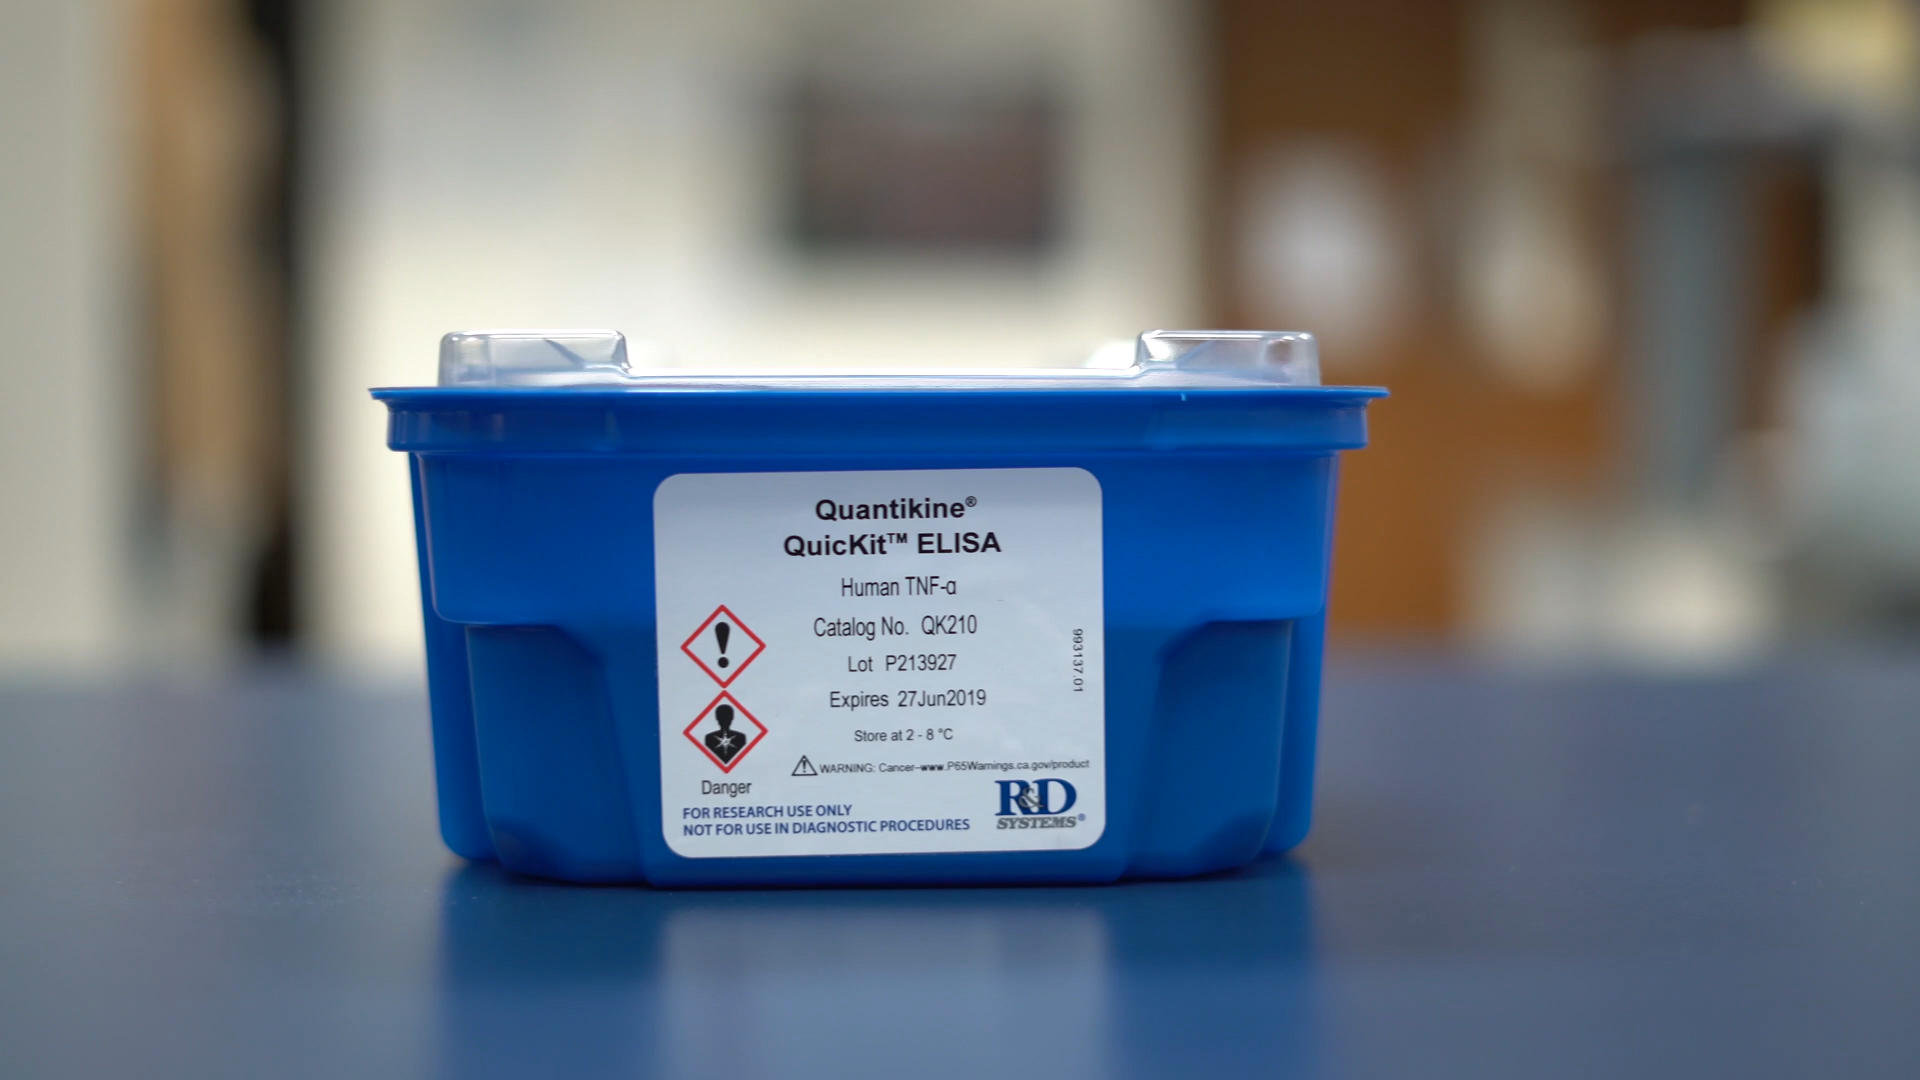 Quantikine®
QuicKit™ ELISA
Human TNF-α
Catalog No. QK210
Lot P213927
Expires 27Jun2019
Store at 2 - 8 °C
WARNING: Cancer–www.P65Warnings.ca.gov/product
Danger
FOR RESEARCH USE ONLY
NOT FOR USE IN DIAGNOSTIC PROCEDURES
R&D
SYSTEMS®
993137.01